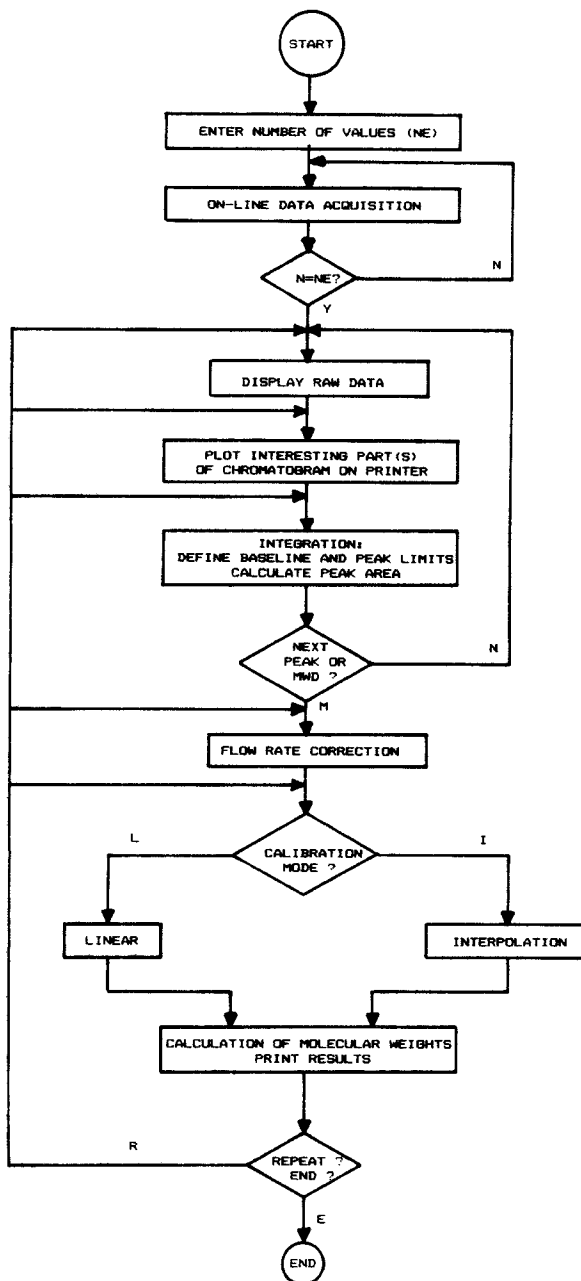 START
ENTER NUMBER OF VALUES (NE)
ON-LINE DATA ACQUISITION
N=NE?
N
Y
DISPLAY RAW DATA
PLOT INTERESTING PART(S)
OF CHROMATOGRAM ON PRINTER
INTEGRATION:
DEFINE BASELINE AND PEAK LIMITS
CALCULATE PEAK AREA
NEXT
PEAK OR
MWD ?
N
M
FLOW RATE CORRECTION
L
CALIBRATION
MODE ?
I
LINEAR
INTERPOLATION
CALCULATION OF MOLECULAR WEIGHTS
PRINT RESULTS
R
REPEAT ?
END ?
E
END